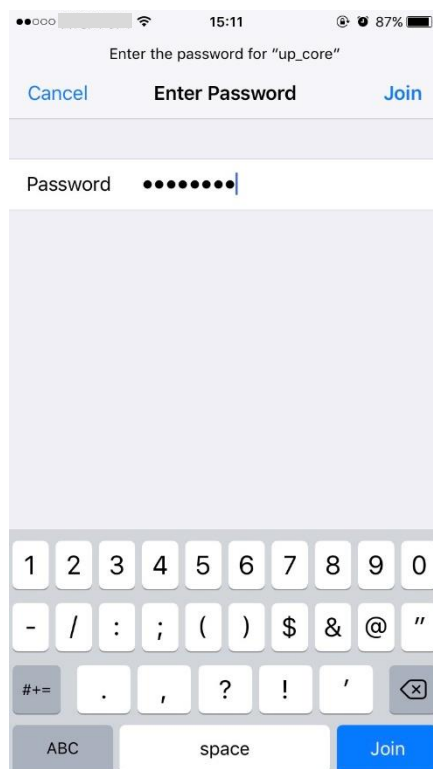 15:11 87%
Enter the password for “up_core”
Cancel Enter Password Join
Password ••••••••
1 2 3 4 5 6 7 8 9 0
- / : ; ( ) $ & @ "
#+= . , ? ! '
ABC space Join